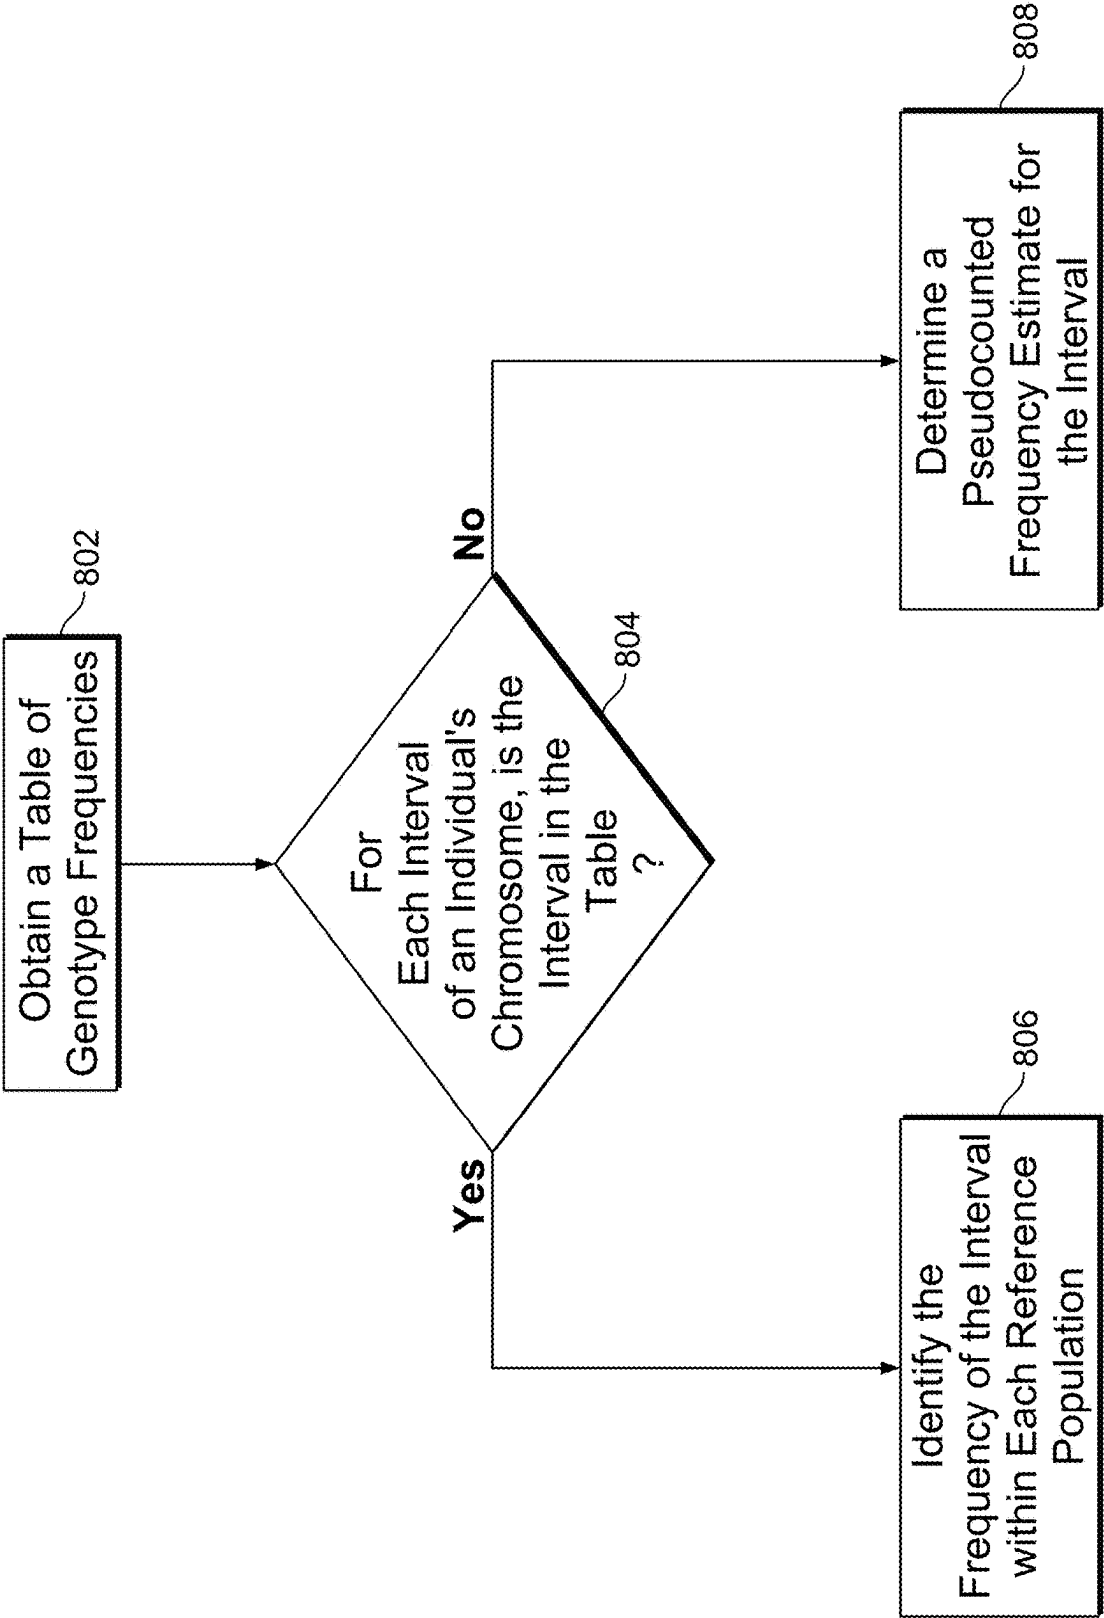 Obtain a Table of
Genotype Frequencies
802
For
Each Interval
of an Individual's
Chromosome, is the
Interval in the
Table
?
804
Yes
No
Identify the
Frequency of the Interval
within Each Reference
Population
806
Determine a
Pseudocounted
Frequency Estimate for
the Interval
808